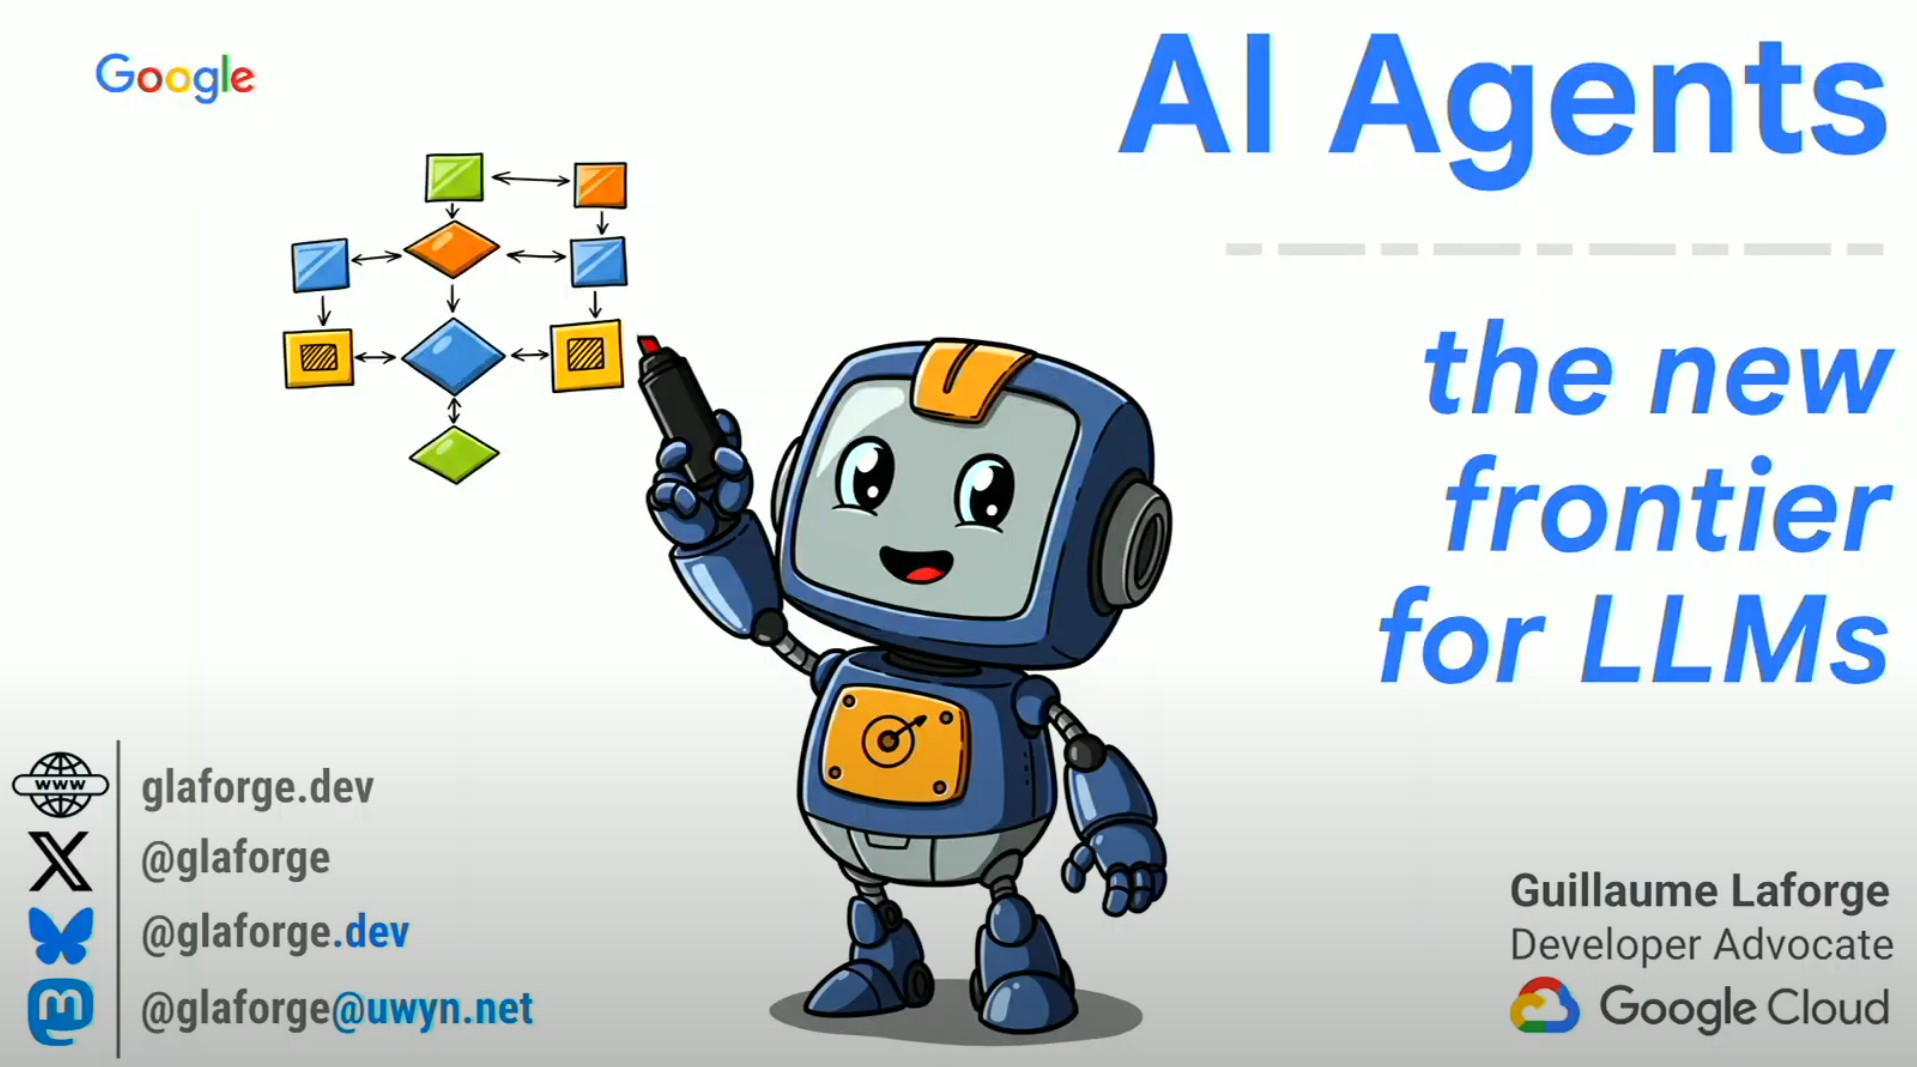 Google
AI Agents
the new
frontier
for LLMs
www
glaforge.dev
@glaforge
@glaforge.dev
@glaforge@uwyn.net
Guillaume Laforge
Developer Advocate
Google Cloud